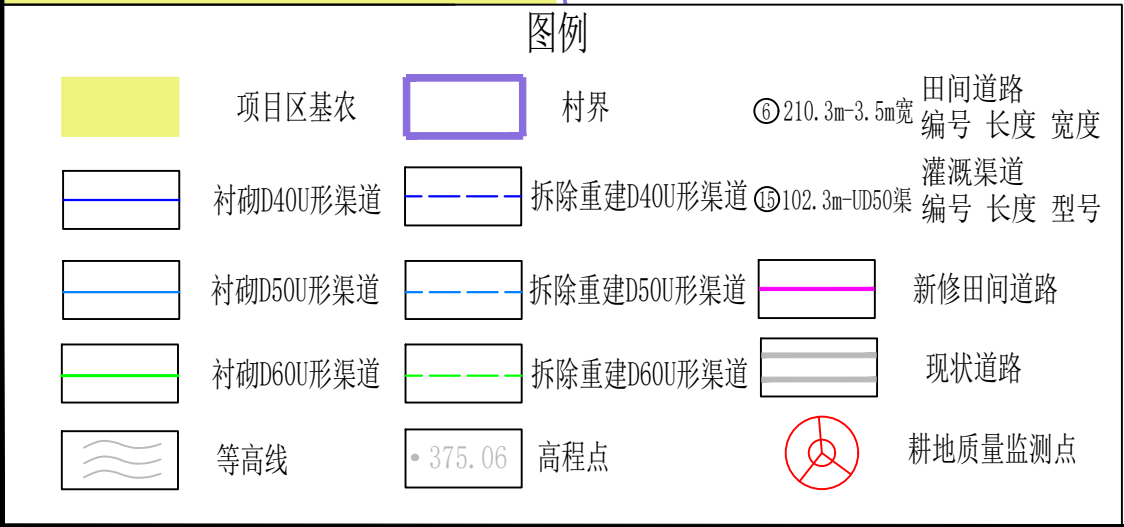 图例
项目区基农
村界
⑥210.3m-3.5m宽
田间道路
编号 长度 宽度
衬砌D40U形渠道
拆除重建D40U形渠道
⑮102.3m-UD50渠
灌溉渠道
编号 长度 型号
衬砌D50U形渠道
拆除重建D50U形渠道
新修田间道路
衬砌D60U形渠道
拆除重建D60U形渠道
现状道路
等高线
375.06
高程点
耕地质量监测点